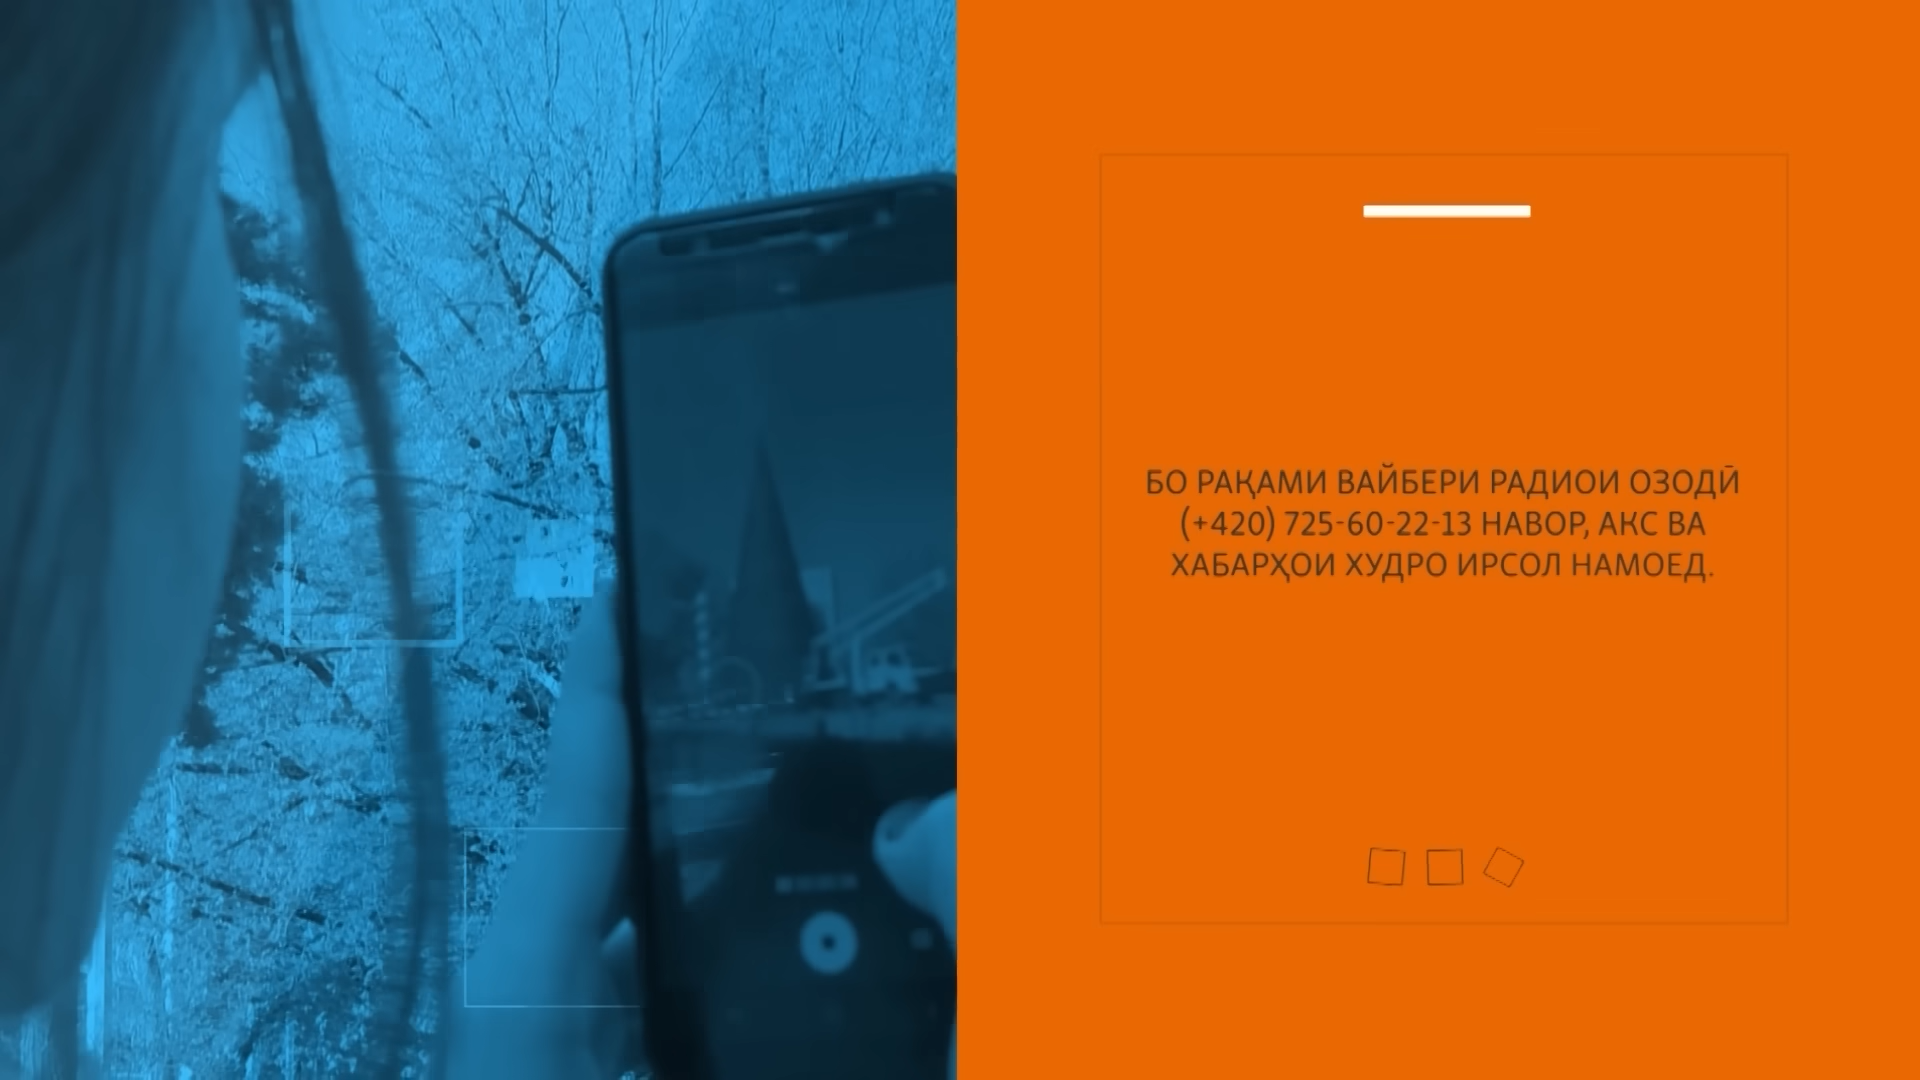 БО РАҚАМИ ВАЙБЕРИ РАДИОИ ОЗОДӢ
(+420) 725-60-22-13 НАВОР, АКС ВА
ХАБАРҲОИ ХУДРО ИРСОЛ НАМОЕД.